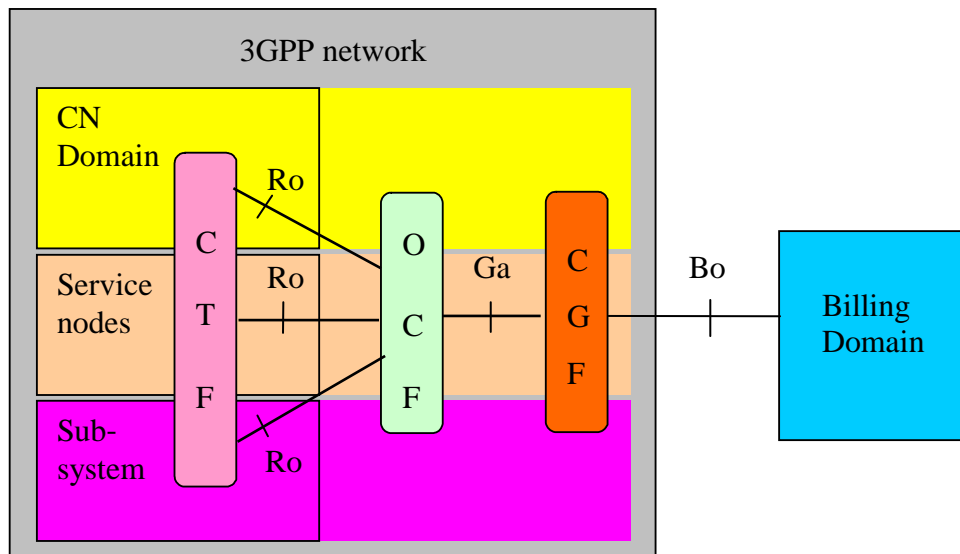 3GPP network
CN
Domain
Ro
C
T
F
Service
nodes
Ro
Sub-
system
Ro
O
C
F
Ga
C
G
F
Bo
Billing
Domain